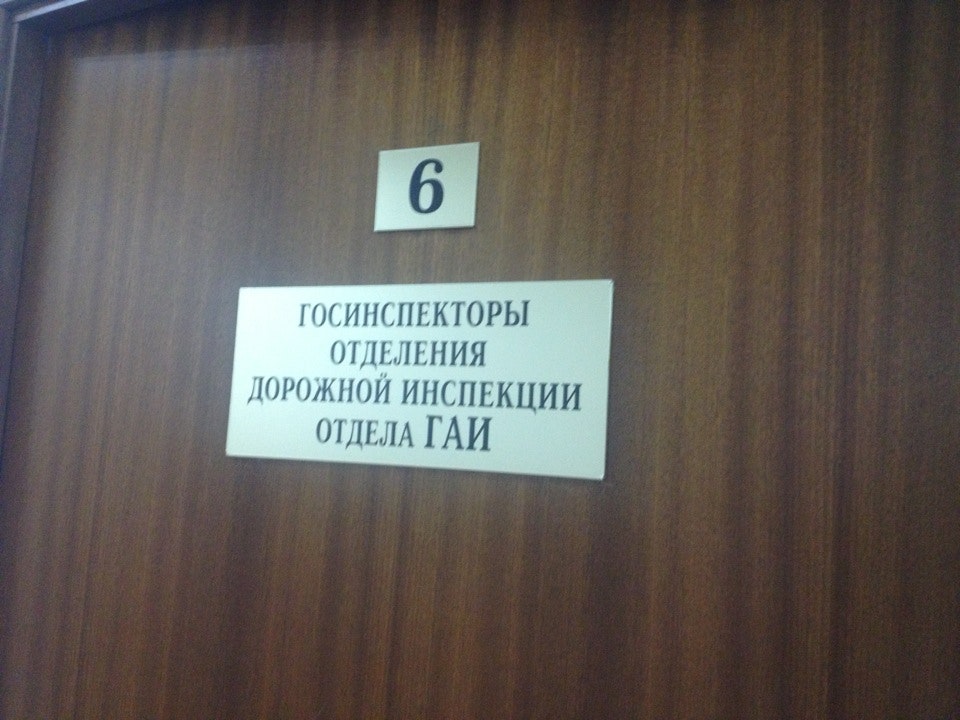 6
ГОСИНСПЕКТОРЫ
ОТДЕЛЕНИЯ
ДОРОЖНОЙ ИНСПЕКЦИИ
ОТДЕЛА ГАИ